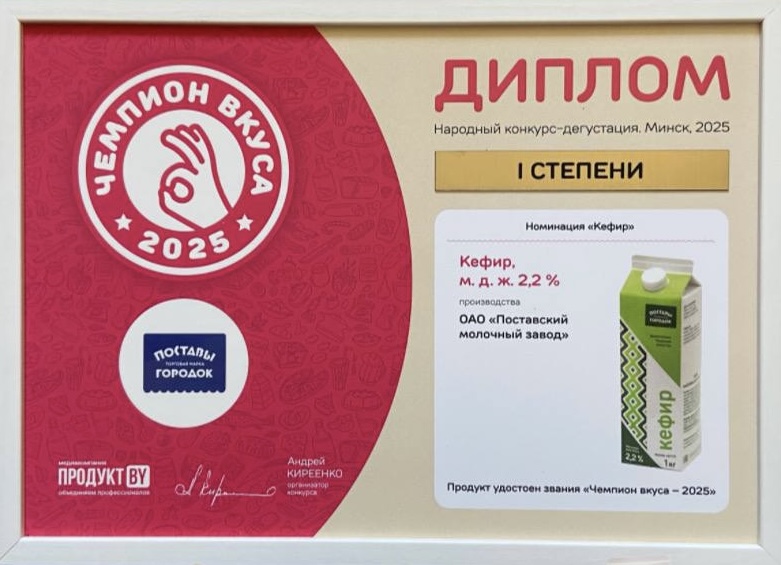 ЧЕМПИОН ВКУСА
2025
ПОСТАВЫ
ТОРГОВАЯ МАРКА
ГОРОДОК
медиакомпания
ПРОДУКТ BY
объединяем профессионалов
Андрей
КИРЕЕНКО
организатор
конкурса
ДИПЛОМ
Народный конкурс-дегустация. Минск, 2025
I СТЕПЕНИ
Номинация «Кефир»
Кефир,
м. д. ж. 2,2 %
производства
ОАО «Поставский
молочный завод»
ПОСТАВЫ
ГОРОДОК
кефир
2,2 %
1 кг
Продукт удостоен звания «Чемпион вкуса – 2025»